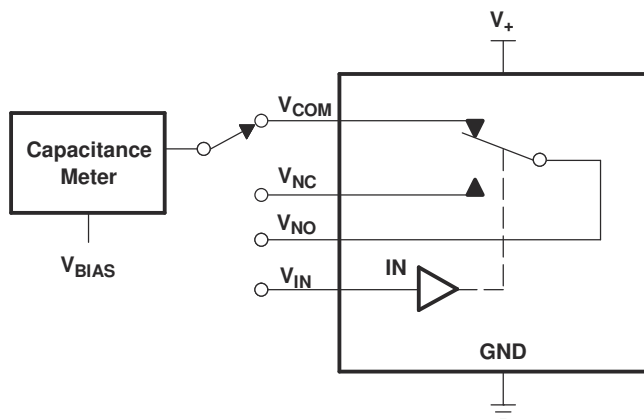 V+
VCOM
Capacitance
Meter
VNC
VNO
VBIAS
VIN
IN
GND